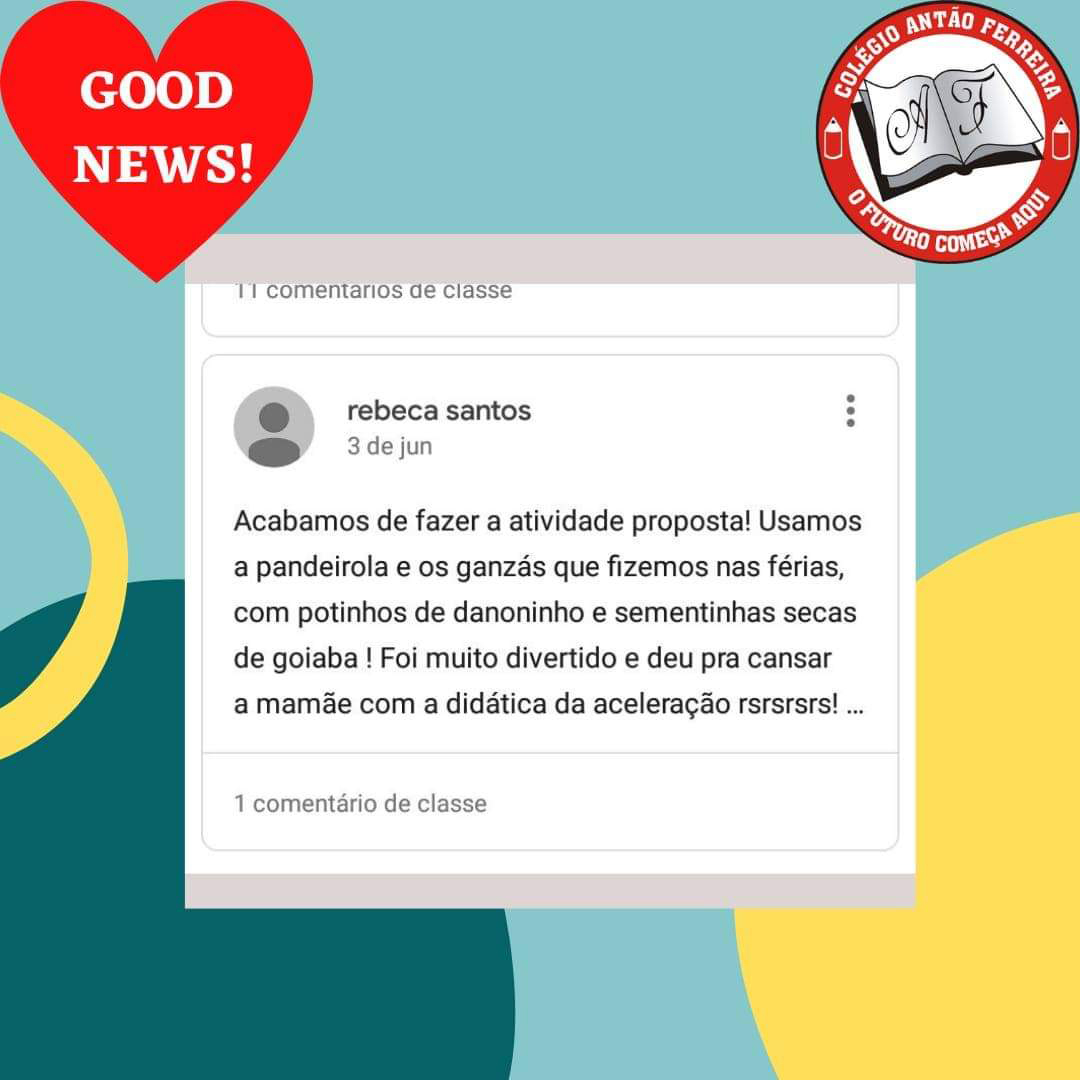 GOOD
NEWS!
COLÉGIO ANTÃO FERREIRA
A F
O FUTURO COMEÇA AQUI
11 comentários de classe
rebeca santos
3 de jun
Acabamos de fazer a atividade proposta! Usamos
a pandeirola e os ganzás que fizemos nas férias,
com potinhos de danoninho e sementinhas secas
de goiaba ! Foi muito divertido e deu pra cansar
a mamãe com a didática da aceleração rsrsrsrs! ...
1 comentário de classe